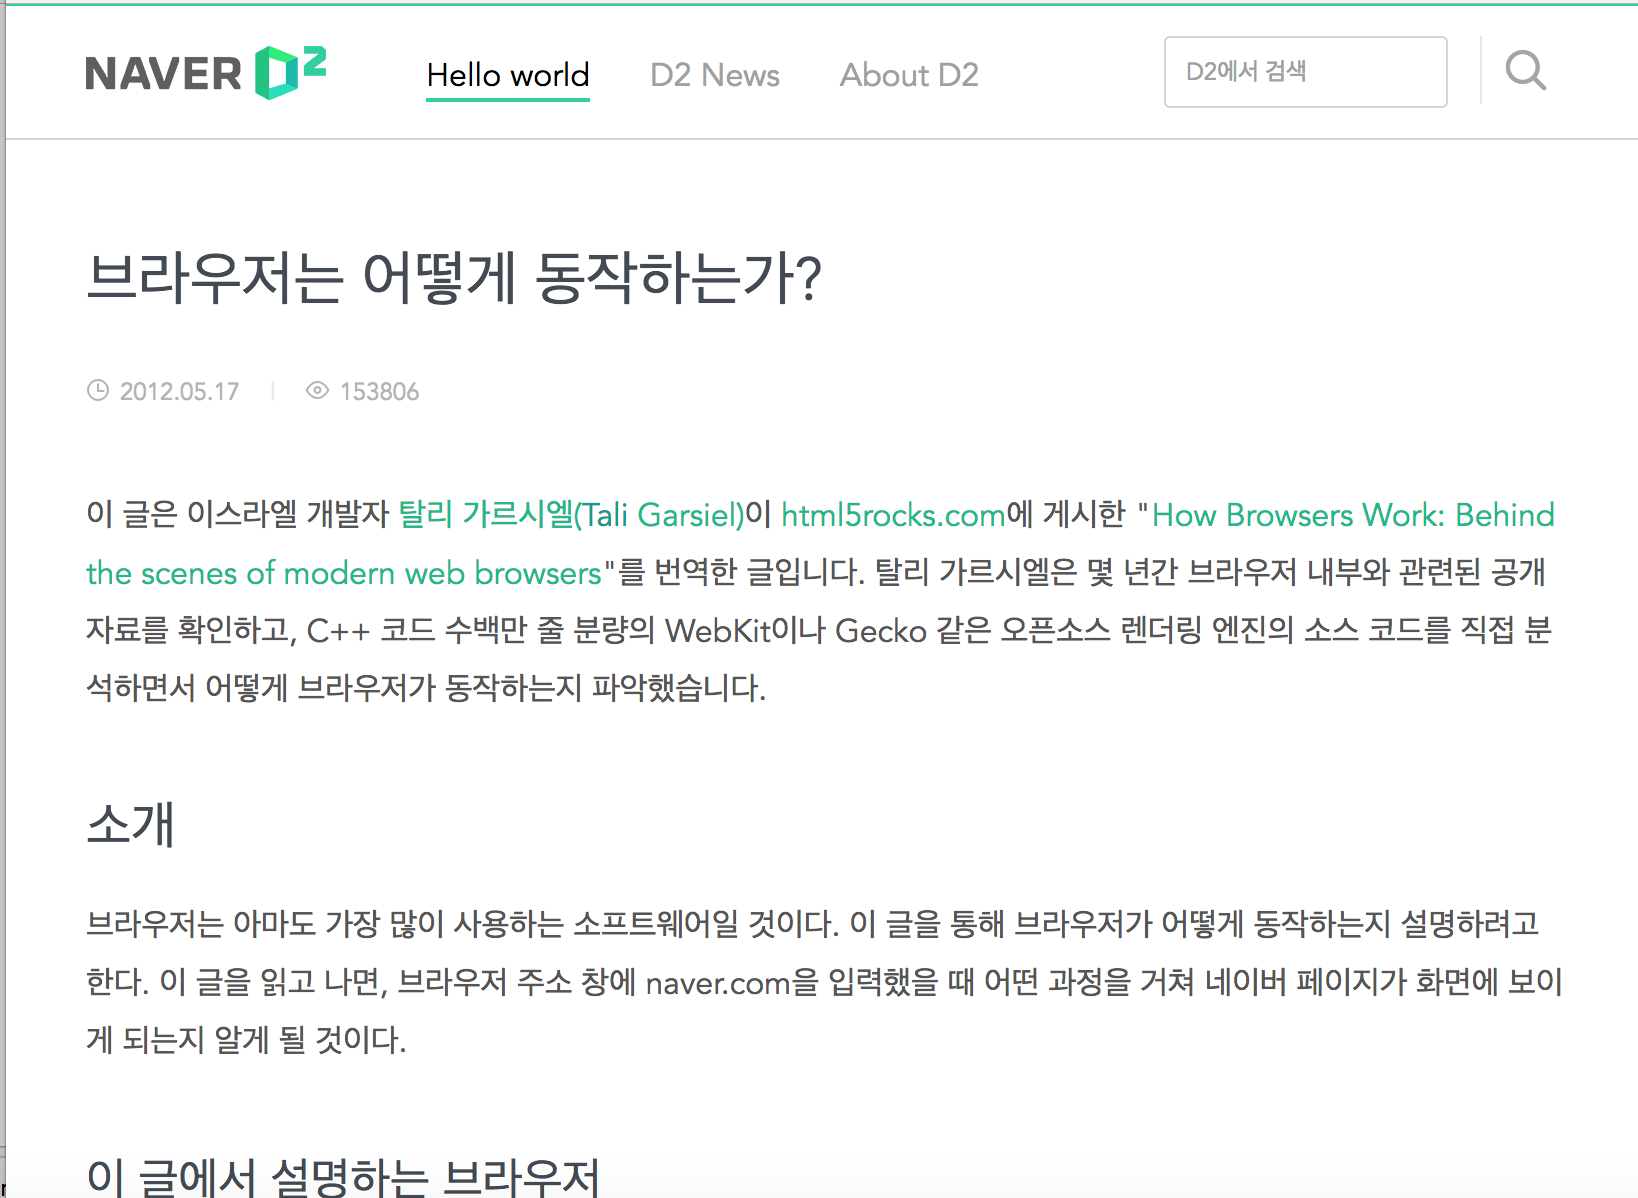 NAVER D2
Hello world
D2 News
About D2
D2에서 검색
브라우저는 어떻게 동작하는가?
2012.05.17
153806
이 글은 이스라엘 개발자 탈리 가르시엘(Tali Garsiel)이 html5rocks.com에 게시한 "How Browsers Work: Behind
the scenes of modern web browsers"를 번역한 글입니다. 탈리 가르시엘은 몇 년간 브라우저 내부와 관련된 공개
자료를 확인하고, C++ 코드 수백만 줄 분량의 WebKit이나 Gecko 같은 오픈소스 렌더링 엔진의 소스 코드를 직접 분
석하면서 어떻게 브라우저가 동작하는지 파악했습니다.
소개
브라우저는 아마도 가장 많이 사용하는 소프트웨어일 것이다. 이 글을 통해 브라우저가 어떻게 동작하는지 설명하려고
한다. 이 글을 읽고 나면, 브라우저 주소 창에 naver.com을 입력했을 때 어떤 과정을 거쳐 네이버 페이지가 화면에 보이
게 되는지 알게 될 것이다.
이 글에서 설명하는 브라우저